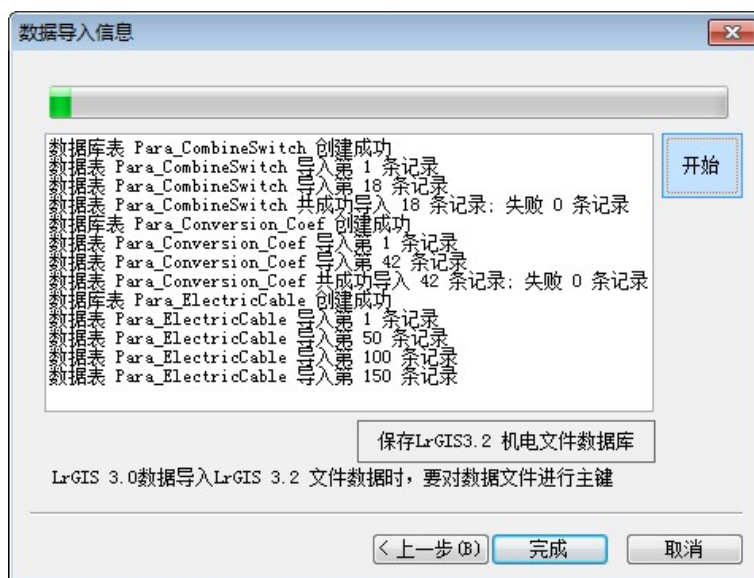 数据导入信息
数据库表 Para_CombineSwitch 创建成功
数据表 Para_CombineSwitch 导入第 1 条记录
数据表 Para_CombineSwitch 导入第 18 条记录
数据表 Para_CombineSwitch 共成功导入 18 条记录; 失败 0 条记录
数据库表 Para_Conversion_Coef 创建成功
数据表 Para_Conversion_Coef 导入第 1 条记录
数据表 Para_Conversion_Coef 导入第 42 条记录
数据表 Para_Conversion_Coef 共成功导入 42 条记录; 失败 0 条记录
数据库表 Para_ElectricCable 创建成功
数据表 Para_ElectricCable 导入第 1 条记录
数据表 Para_ElectricCable 导入第 50 条记录
数据表 Para_ElectricCable 导入第 100 条记录
数据表 Para_ElectricCable 导入第 150 条记录
开始
保存LrGIS3.2 机电文件数据库
LrGIS 3.0数据导入LrGIS 3.2 文件数据时，要对数据文件进行主键
< 上一步(B)
完成
取消